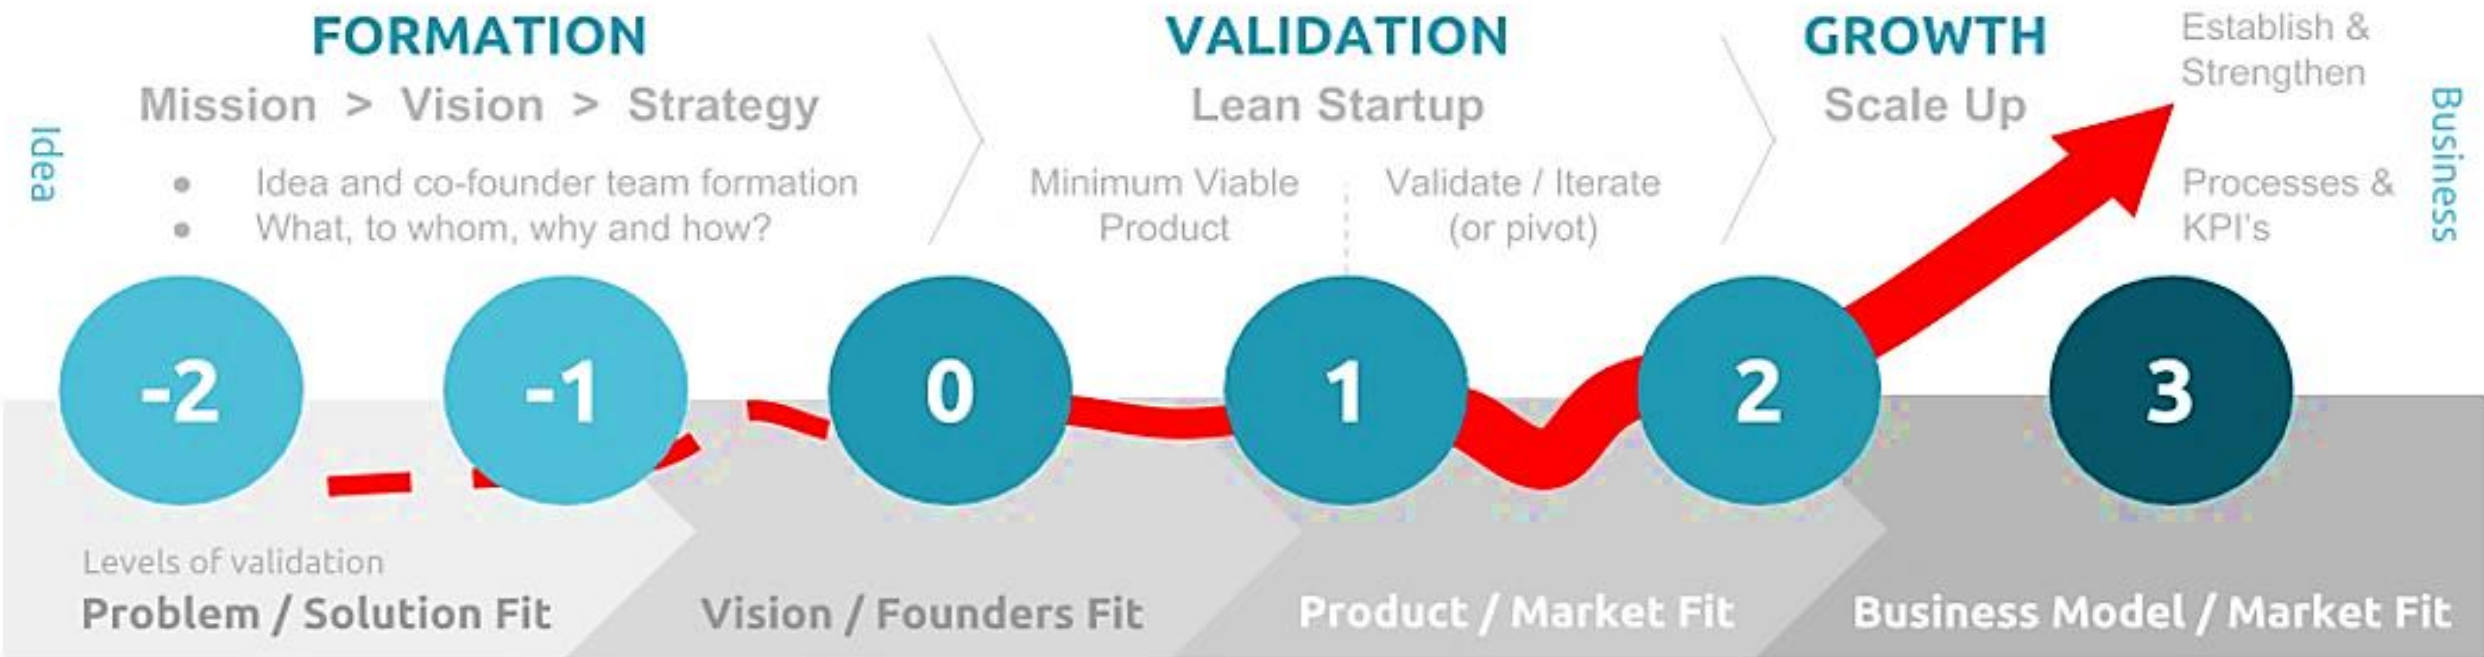 FORMATION
Mission > Vision > Strategy
• Idea and co-founder team formation
• What, to whom, why and how?
Idea
VALIDATION
Lean Startup
Minimum Viable
Product
Validate / Iterate
(or pivot)
GROWTH
Scale Up
Establish &
Strengthen
Processes &
KPI's
Business
-2
-1
0
1
2
3
Levels of validation
Problem / Solution Fit
Vision / Founders Fit
Product / Market Fit
Business Model / Market Fit